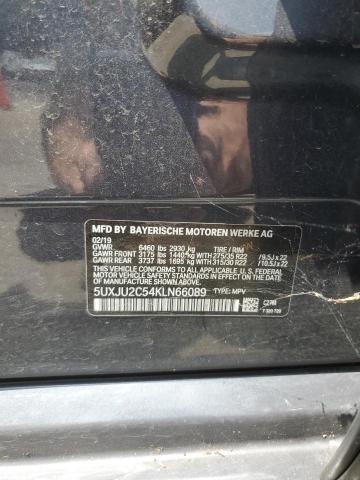 MFD BY BAYERISCHE MOTOREN WERKE AG
02/19
GVWR 6460 lbs 2930 kg TIRE / RIM
GAWR FRONT 3175 lbs 1440 kg WITH 275/35 R22 /9,5J x 22
GAWR REAR 3737 lbs 1695 kg WITH 315/30 R22 /10,5J x 22
THIS VEHICLE CONFORMS TO ALL APPLICABLE U.S. FEDERAL
MOTOR VEHICLE SAFETY STANDARDS IN
EFFECT ON THE DATE OF
MANUFACTURE SHOWN ABOVE.
5UXJU2C54KLN66089 TYPE: MPV